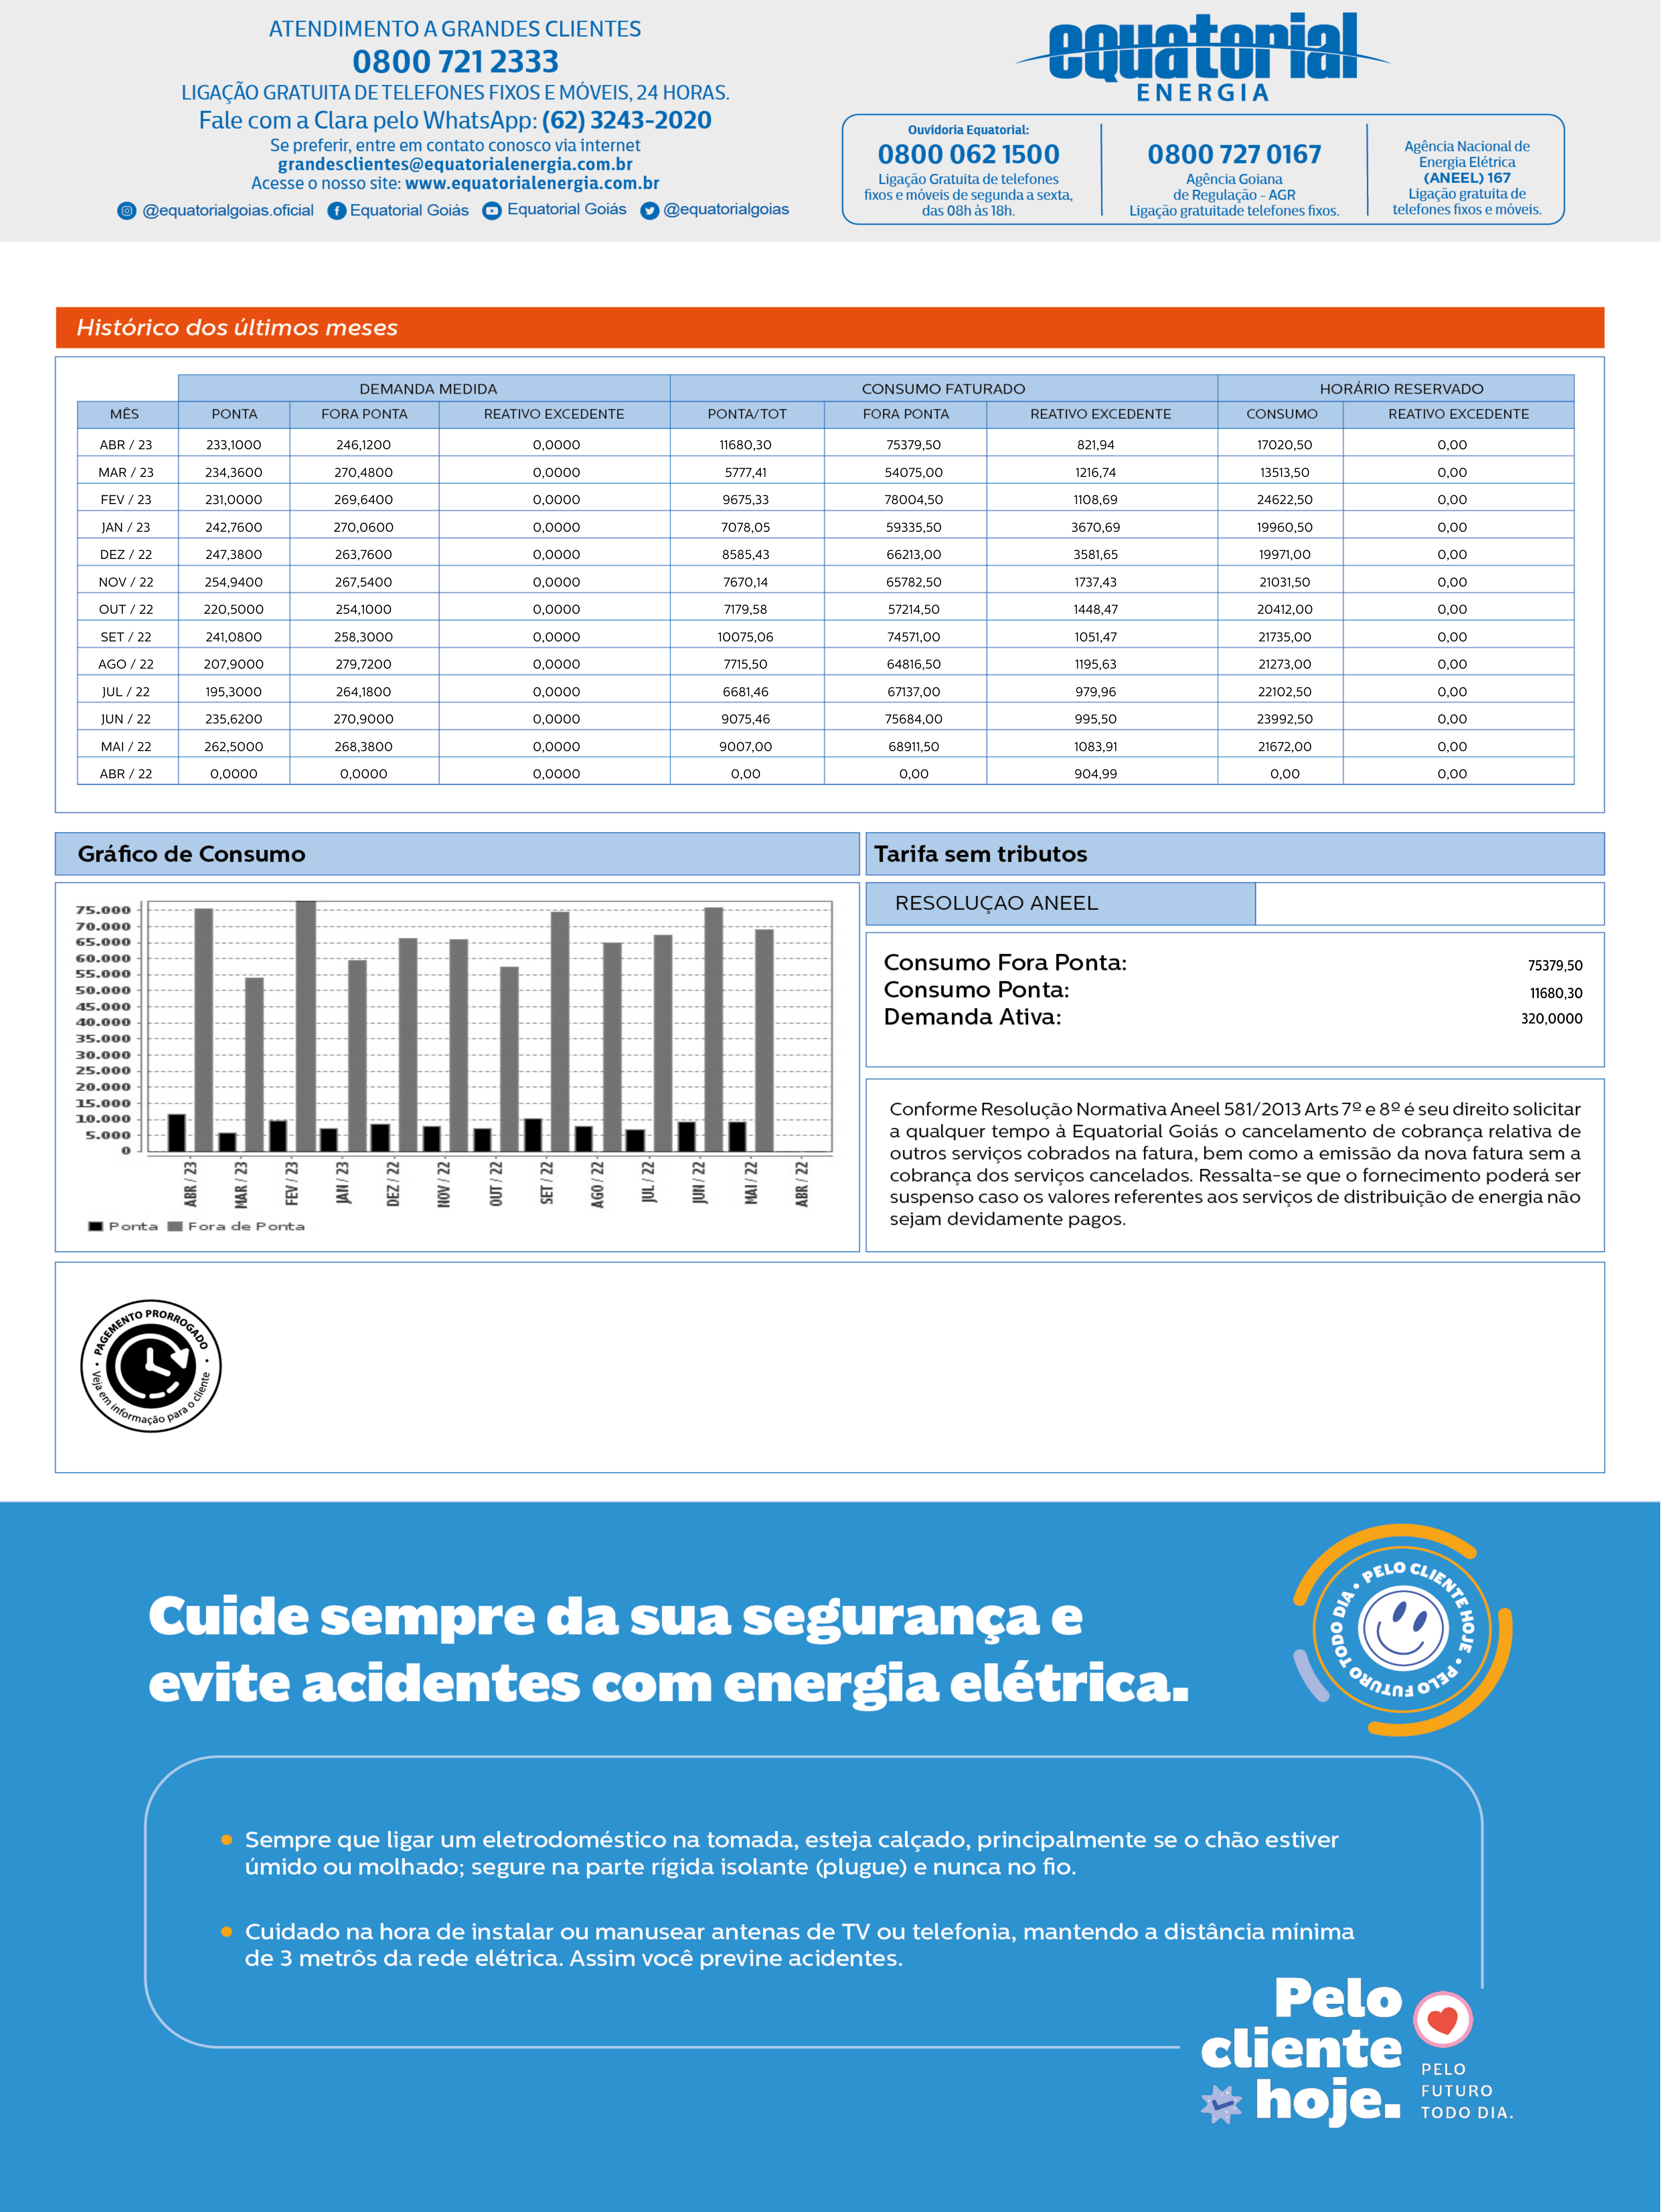 ATENDIMENTO A GRANDES CLIENTES
0800 721 2333
LIGAÇÃO GRATUITA DE TELEFONES FIXOS E MÓVEIS, 24 HORAS.
Fale com a Clara pelo WhatsApp: (62) 3243-2020
Se preferir, entre em contato conosco via internet
grandesclientes@equatorialenergia.com.br
Acesse o nosso site: www.equatorialenergia.com.br
@equatorialgoias.oficial Equatorial Goiás Equatorial Goiás @equatorialgoias
equatorial
ENERGIA
Ouvidoria Equatorial:
0800 062 1500
Ligação Gratuita de telefones
fixos e móveis de segunda a sexta,
das 08h às 18h.
0800 727 0167
Agência Goiana
de Regulação - AGR
Ligação gratuitade telefones fixos.
Agência Nacional de
Energia Elétrica
(ANEEL) 167
Ligação gratuita de
telefones fixos e móveis.
Histórico dos últimos meses
DEMANDA MEDIDA CONSUMO FATURADO HORÁRIO RESERVADO
MÊS PONTA FORA PONTA REATIVO EXCEDENTE PONTA/TOT FORA PONTA REATIVO EXCEDENTE CONSUMO REATIVO EXCEDENTE
ABR / 23 233,1000 246,1200 0,0000 11680,30 75379,50 821,94 17020,50 0,00
MAR / 23 234,3600 270,4800 0,0000 5777,41 54075,00 1216,74 13513,50 0,00
FEV / 23 231,0000 269,6400 0,0000 9675,33 78004,50 1108,69 24622,50 0,00
JAN / 23 242,7600 270,0600 0,0000 7078,05 59335,50 3670,69 19960,50 0,00
DEZ / 22 247,3800 263,7600 0,0000 8585,43 66213,00 3581,65 19971,00 0,00
NOV / 22 254,9400 267,5400 0,0000 7670,14 65782,50 1737,43 21031,50 0,00
OUT / 22 220,5000 254,1000 0,0000 7179,58 57214,50 1448,47 20412,00 0,00
SET / 22 241,0800 258,3000 0,0000 10075,06 74571,00 1051,47 21735,00 0,00
AGO / 22 207,9000 279,7200 0,0000 7715,50 64816,50 1195,63 21273,00 0,00
JUL / 22 195,3000 264,1800 0,0000 6681,46 67137,00 979,96 22102,50 0,00
JUN / 22 235,6200 270,9000 0,0000 9075,46 75684,00 995,50 23992,50 0,00
MAI / 22 262,5000 268,3800 0,0000 9007,00 68911,50 1083,91 21672,00 0,00
ABR / 22 0,0000 0,0000 0,0000 0,00 0,00 904,99 0,00 0,00
Gráfico de Consumo
75.000
70.000
65.000
60.000
55.000
50.000
45.000
40.000
35.000
30.000
25.000
20.000
15.000
10.000
5.000
0
ABR / 23 MAR / 23 FEV / 23 JAN / 23 DEZ / 22 NOV / 22 OUT / 22 SET / 22 AGO / 22 JUL / 22 JUN / 22 MAI / 22 ABR / 22
Ponta Fora de Ponta
Tarifa sem tributos
RESOLUÇAO ANEEL
Consumo Fora Ponta: 75379,50
Consumo Ponta: 11680,30
Demanda Ativa: 320,0000
Conforme Resolução Normativa Aneel 581/2013 Arts 7º e 8º é seu direito solicitar
a qualquer tempo à Equatorial Goiás o cancelamento de cobrança relativa de
outros serviços cobrados na fatura, bem como a emissão da nova fatura sem a
cobrança dos serviços cancelados. Ressalta-se que o fornecimento poderá ser
suspenso caso os valores referentes aos serviços de distribuição de energia não
sejam devidamente pagos.
• PAGEMENTO PRORROGADO •
Veja em informação para o cliente
Cuide sempre da sua segurança e
evite acidentes com energia elétrica.
• PELO CLIENTE HOJE • PELO FUTURO TODO DIA
• Sempre que ligar um eletrodoméstico na tomada, esteja calçado, principalmente se o chão estiver
úmido ou molhado; segure na parte rígida isolante (plugue) e nunca no fio.
• Cuidado na hora de instalar ou manusear antenas de TV ou telefonia, mantendo a distância mínima
de 3 metrôs da rede elétrica. Assim você previne acidentes.
Pelo
cliente
hoje.
PELO
FUTURO
TODO DIA.